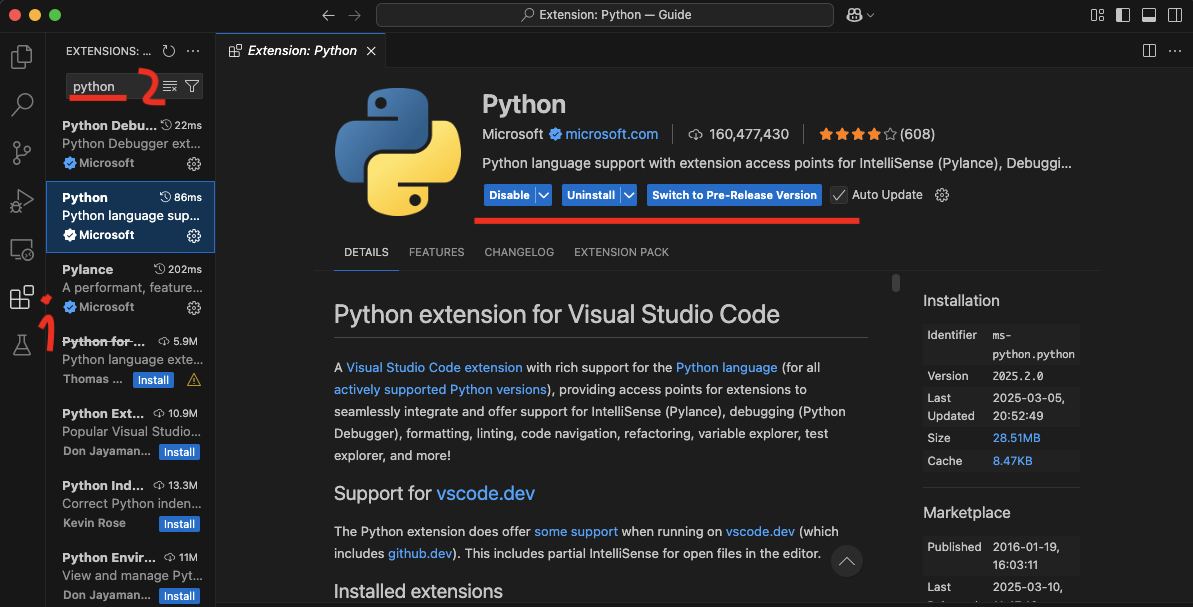 Extension: Python — Guide
EXTENSIONS: ...
python
2
Python Debu... 22ms
Python Debugger ext...
Microsoft
Python 86ms
Python language sup...
Microsoft
Pylance 202ms
A performant, feature...
Microsoft
1
Python for ... 5.9M
Python language exte...
Thomas ... Install
Python Ext... 10.9M
Popular Visual Studio...
Don Jayaman... Install
Python Ind... 13.3M
Correct Python inden...
Kevin Rose Install
Python Envir... 11M
View and manage Pyt...
Don Jayaman... Install
Extension: Python
Python
Microsoft microsoft.com 160,477,430 (608)
Python language support with extension access points for IntelliSense (Pylance), Debuggi...
Disable Uninstall Switch to Pre-Release Version Auto Update
DETAILS FEATURES CHANGELOG EXTENSION PACK
Python extension for Visual Studio Code
A Visual Studio Code extension with rich support for the Python language (for all
actively supported Python versions), providing access points for extensions to
seamlessly integrate and offer support for IntelliSense (Pylance), debugging (Python
Debugger), formatting, linting, code navigation, refactoring, variable explorer, test
explorer, and more!
Support for vscode.dev
The Python extension does offer some support when running on vscode.dev (which
includes github.dev). This includes partial IntelliSense for open files in the editor.
Installed extensions
Installation
Identifier ms-
python.python
Version 2025.2.0
Last 2025-03-05,
Updated 20:52:49
Size 28.51MB
Cache 8.47KB
Marketplace
Published 2016-01-19,
16:03:11
Last 2025-03-10,